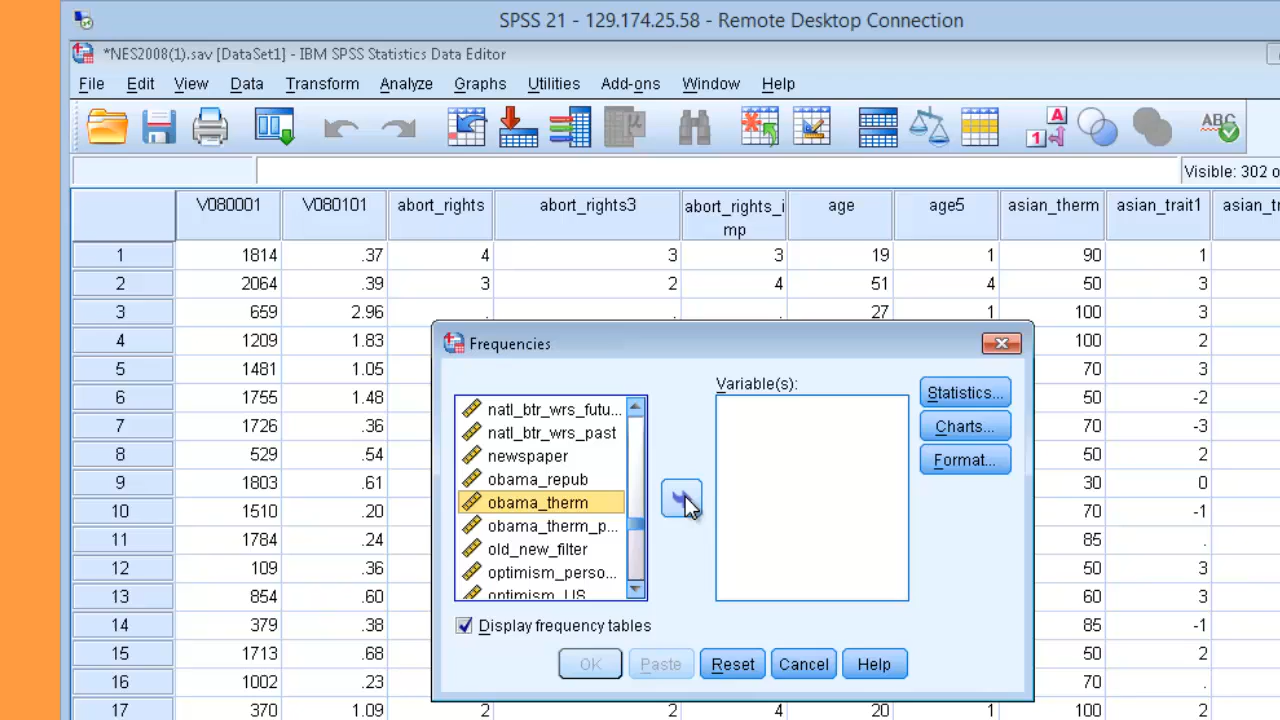 SPSS 21 - 129.174.25.58 - Remote Desktop Connection
*NES2008(1).sav [DataSet1] - IBM SPSS Statistics Data Editor
File Edit View Data Transform Analyze Graphs Utilities Add-ons Window Help
Visible: 302 o
V080001 V080101 abort_rights abort_rights3 abort_rights_i age age5 asian_therm asian_trait1 asian_tr
mp
1 1814 .37 4 3 3 19 1 90 1
2 2064 .39 3 2 4 51 4 50 3
3 659 2.96 . . . 27 1 100 3
4 1209 1.83 100 2
5 1481 1.05 70 3
6 1755 1.48 50 -2
7 1726 .36 70 -3
8 529 .54 50 2
9 1803 .61 30 0
10 1510 .20 70 -1
11 1784 .24 85 .
12 109 .36 50 3
13 854 .60 60 3
14 379 .38 85 -1
15 1713 .68 50 2
16 1002 .23 70 .
17 370 1.09 2 2 4 20 1 100 2
Frequencies
Variable(s):
natl_btr_wrs_futu...
natl_btr_wrs_past
newspaper
obama_repub
obama_therm
obama_therm_p...
old_new_filter
optimism_perso...
optimism_US
Statistics...
Charts...
Format...
Display frequency tables
OK Paste Reset Cancel Help